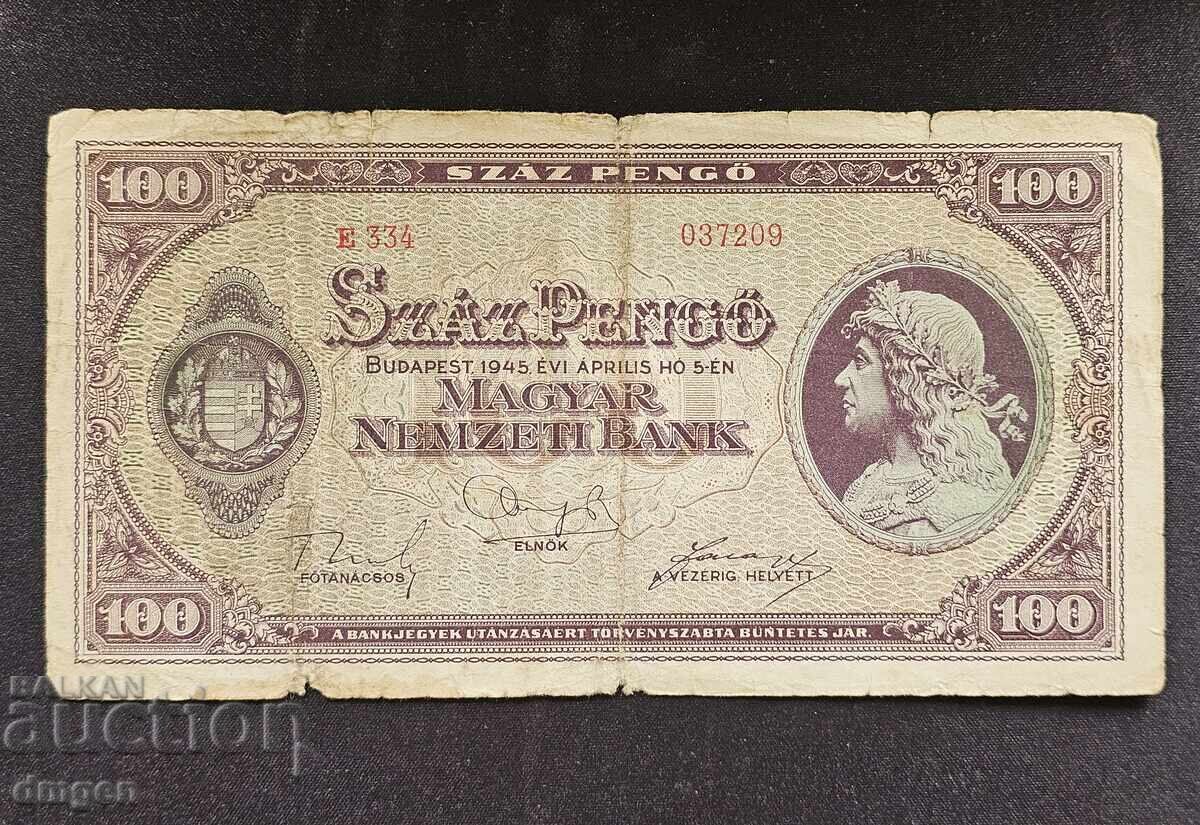 100 SZÁZ PENGŐ 100
E 334 037209
SZÁZ PENGŐ
BUDAPEST, 1945. ÉVI ÁPRILIS HÓ 5-ÉN
MAGYAR
NEMZETI BANK
ELNÖK
FŐTANÁCSOS
A VEZÉRIG. HELYETT
100 A BANKJEGYEK UTÁNZÁSÁÉRT TÖRVÉNYSZABTA BÜNTETÉS JÁR. 100
BALKAN
auction
dmgen